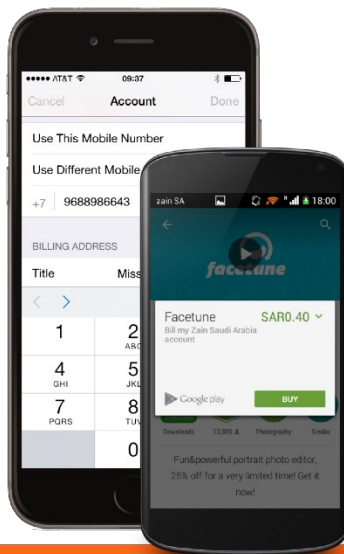 AT&T 09:37
Cancel Account Done
Use This Mobile Number
Use Different Mobile
+7 9688986643
BILLING ADDRESS
Title Miss
1 2
ABC
4 5
GHI JKL
7 8
PQRS TUV
0
zain SA 18:00
facetune
Facetune SAR0.40
Bill my Zain Saudi Arabia
account
Google play BUY
Downloads 13,885 Photography Similar
Fun&powerful portrait photo editor,
25% off for a very limited time! Get it
now!